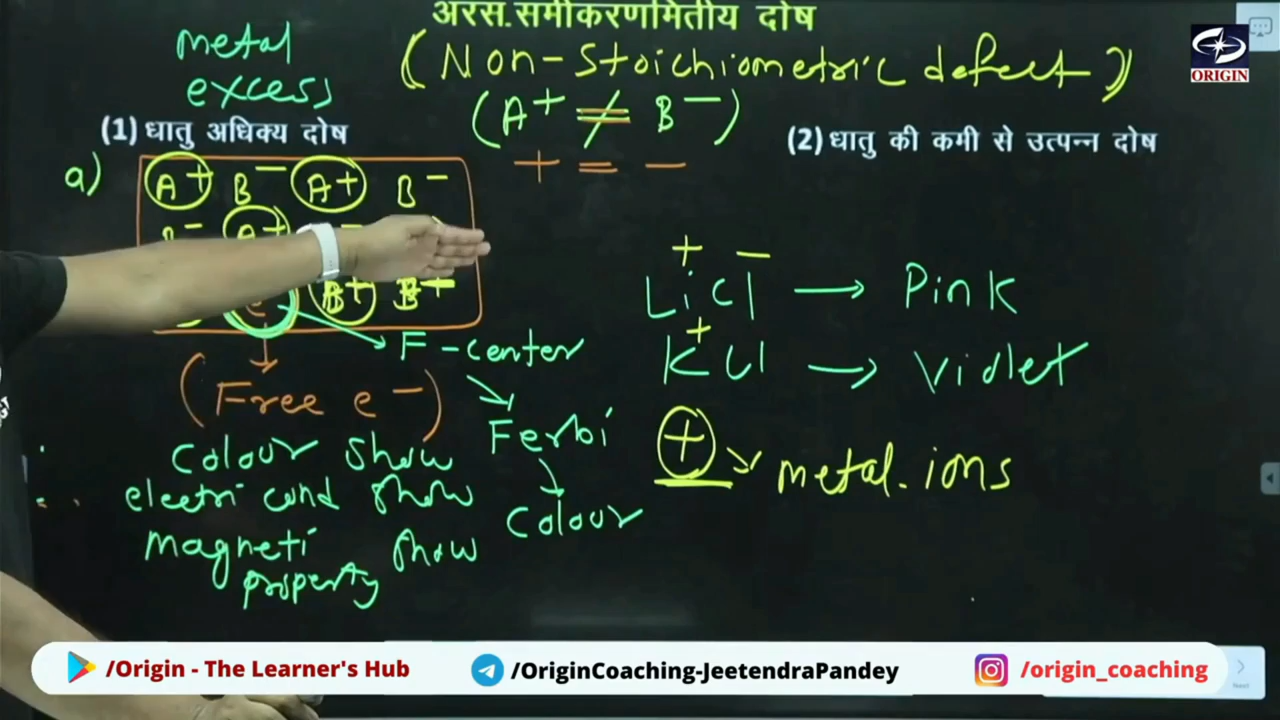 अरस.समीकरणमितीय दोष
(Non-Stoichiometric defect)
(A+ ≠ B-)
+ = -
ORIGIN
metal
excess
(1) धातु अधिक्य दोष
(2) धातु की कमी से उत्पन्न दोष
a)
A+ B- A+ B-
B- A+
e
F-center
(Free e-)
Ferbi
Colour
Colour Show
electri cond show
magneti show
property
+ -
LiCl → Pink
+
KCl → Violet
+ metal. ions
/Origin - The Learner's Hub
/OriginCoaching-JeetendraPandey
/origin_coaching
Next